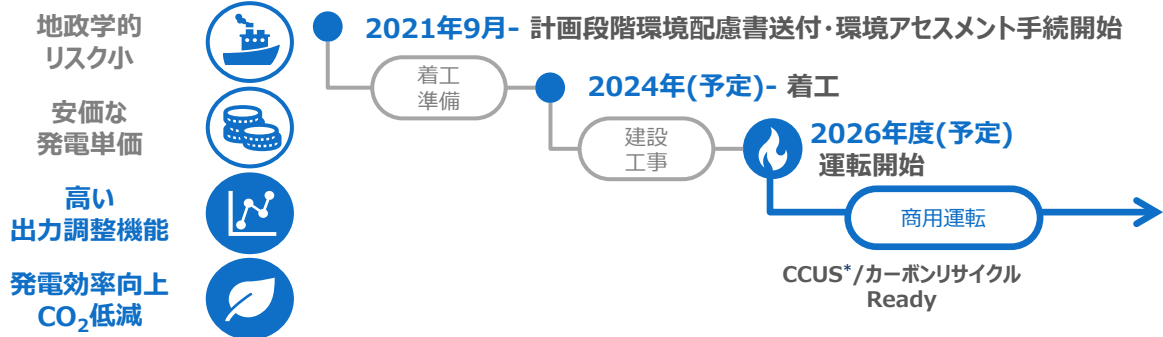 地政学的
リスク小
安価な
発電単価
高い
出力調整機能
発電効率向上
CO₂低減
2021年9月- 計画段階環境配慮書送付・環境アセスメント手続開始
着工
準備
2024年(予定)- 着工
建設
工事
2026年度(予定)
運転開始
商用運転
CCUS*/カーボンリサイクル
Ready